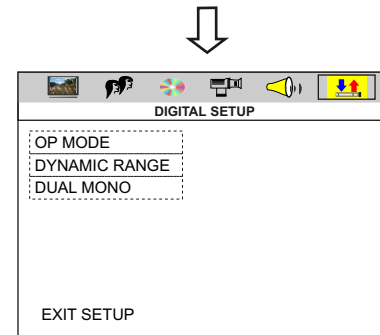 DIGITAL SETUP
OP MODE
DYNAMIC RANGE
DUAL MONO
EXIT SETUP